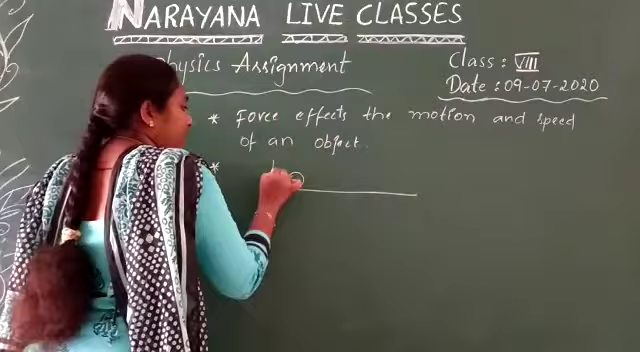 NARAYANA LIVE CLASSES
Physics Assignment
Class : VIII
Date : 09-07-2020
* Force effects the motion and speed
of an object.
*